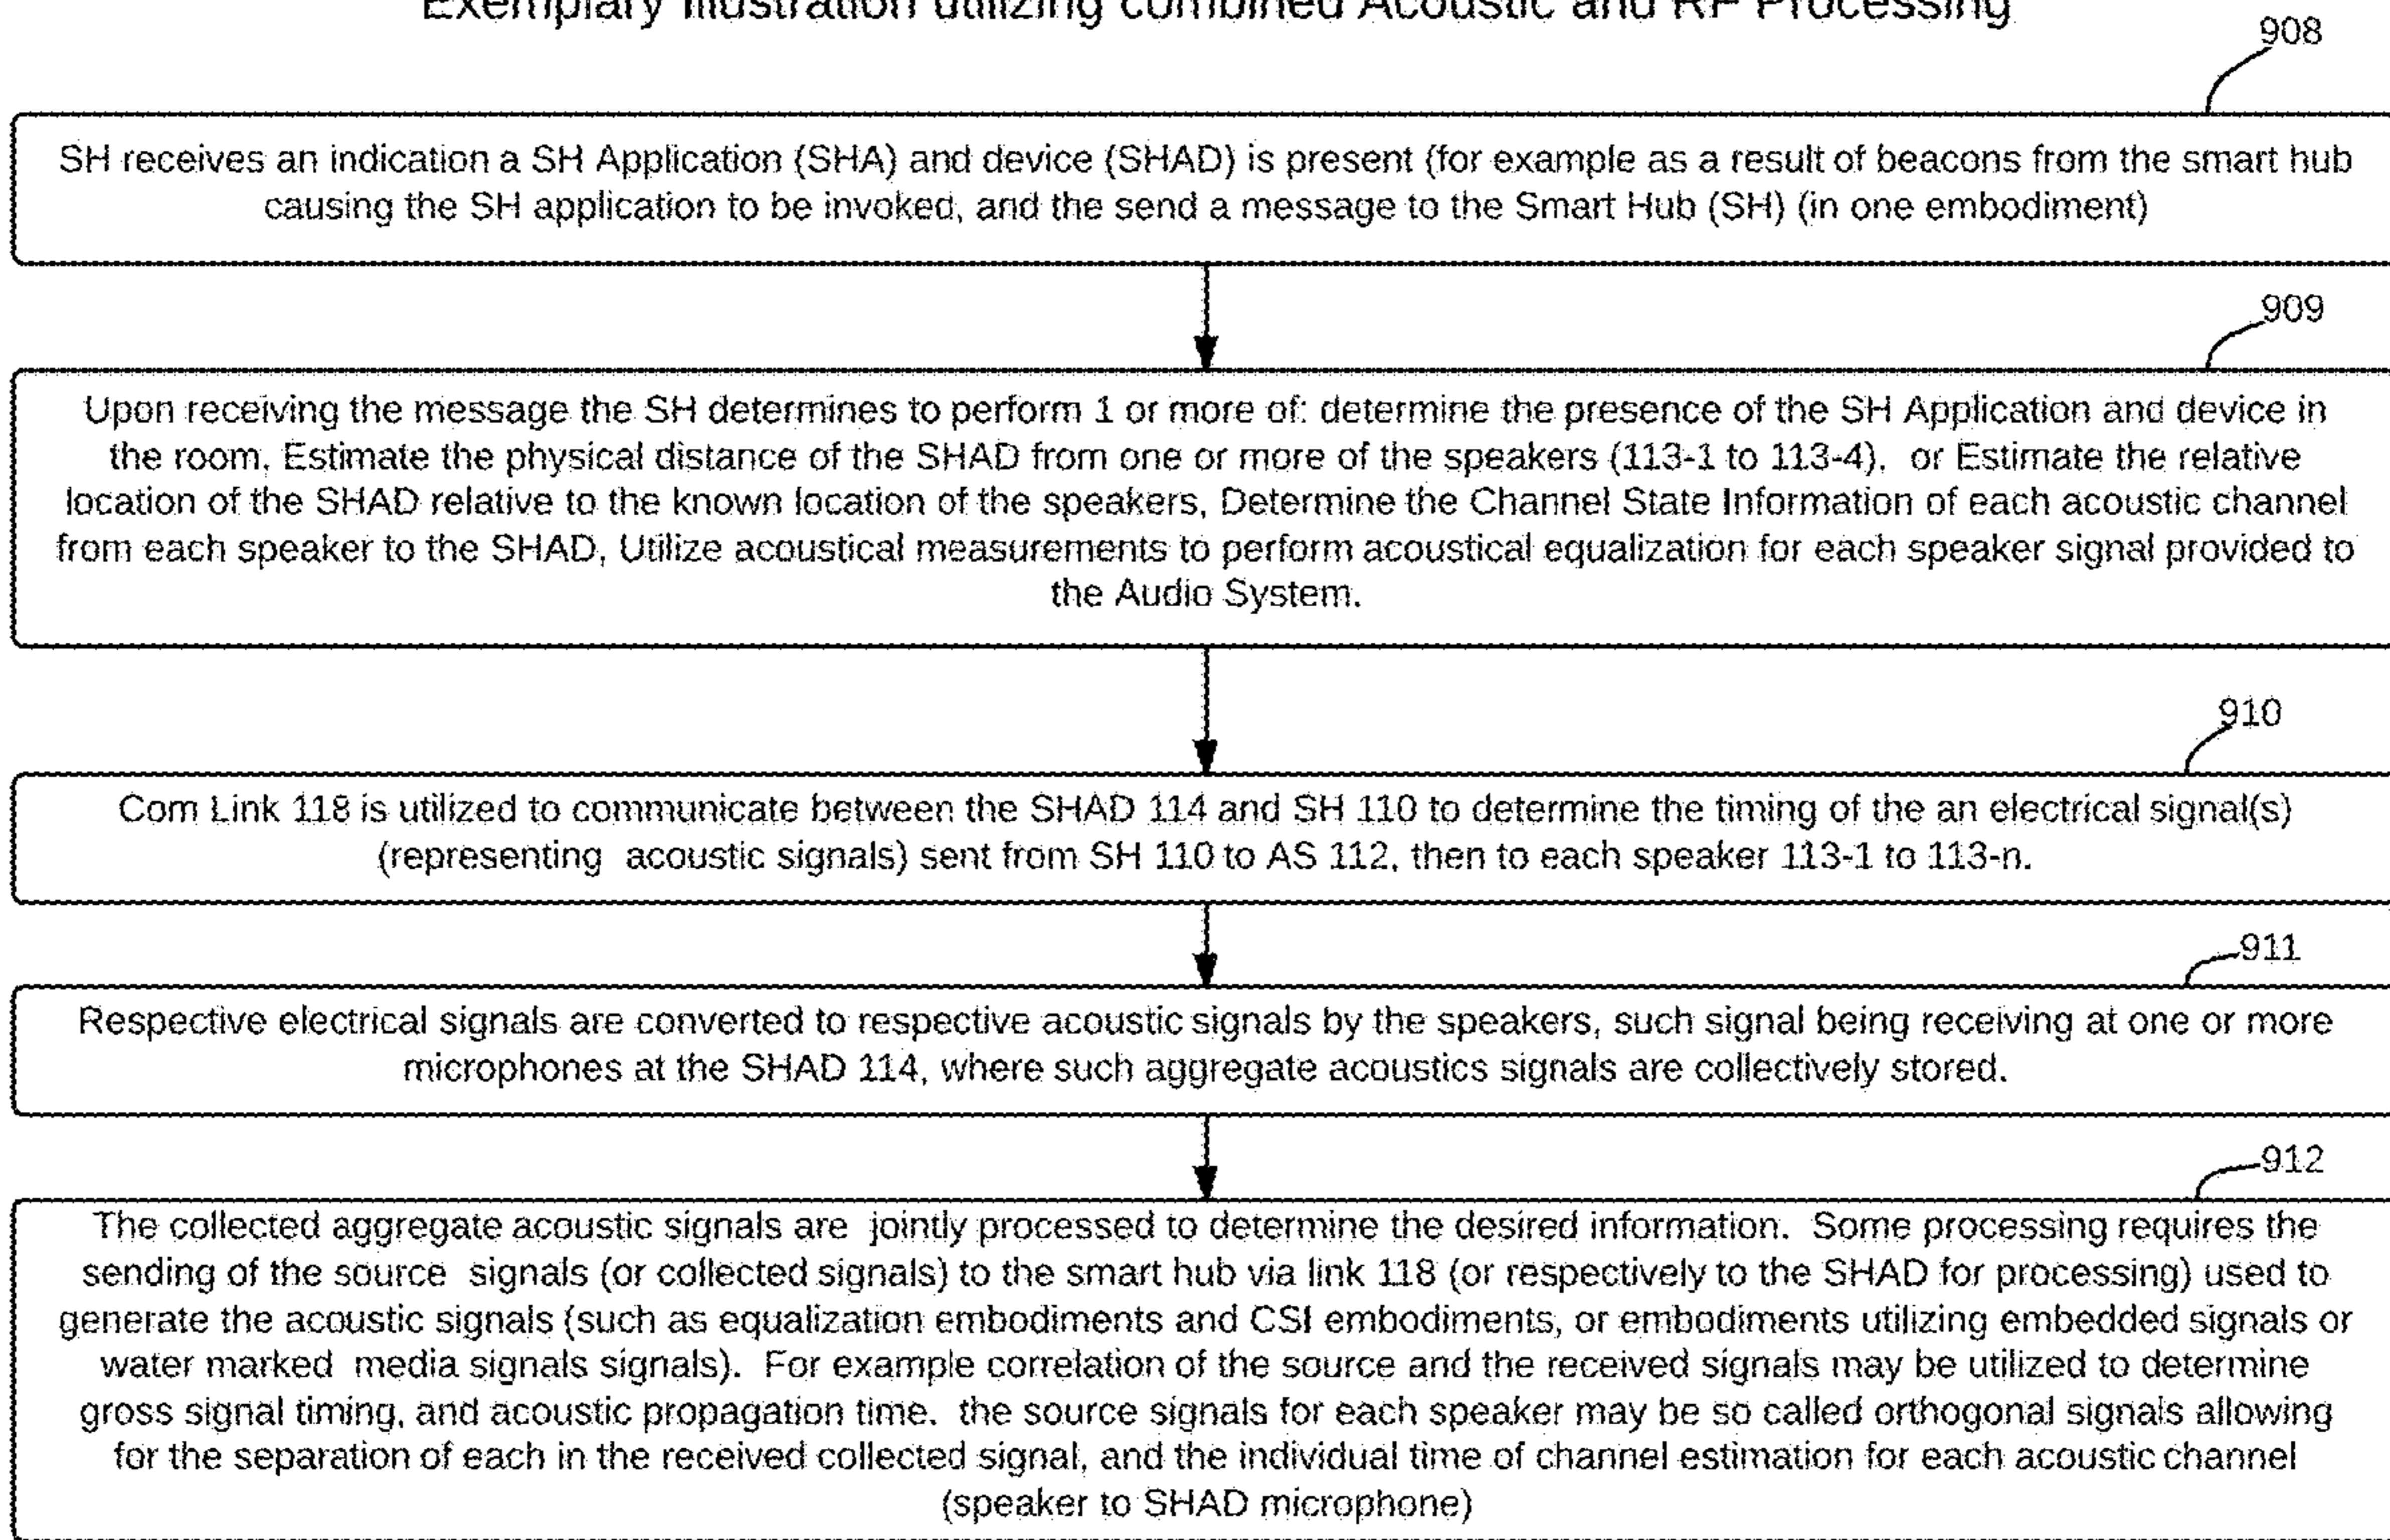 Exemplary Illustration utilizing combined Acoustic and RF Processing
908
SH receives an indication a SH Application (SHA) and device (SHAD) is present (for example as a result of beacons from the smart hub
causing the SH application to be invoked, and the send a message to the Smart Hub (SH) (in one embodiment)
909
Upon receiving the message the SH determines to perform 1 or more of: determine the presence of the SH Application and device in
the room, Estimate the physical distance of the SHAD from one or more of the speakers (113-1 to 113-4), or Estimate the relative
location of the SHAD relative to the known location of the speakers, Determine the Channel State Information of each acoustic channel
from each speaker to the SHAD, Utilize acoustical measurements to perform acoustical equalization for each speaker signal provided to
the Audio System.
910
Com Link 118 is utilized to communicate between the SHAD 114 and SH 110 to determine the timing of the an electrical signal(s)
(representing acoustic signals) sent from SH 110 to AS 112, then to each speaker 113-1 to 113-n.
911
Respective electrical signals are converted to respective acoustic signals by the speakers, such signal being receiving at one or more
microphones at the SHAD 114, where such aggregate acoustics signals are collectively stored.
912
The collected aggregate acoustic signals are jointly processed to determine the desired information. Some processing requires the
sending of the source signals (or collected signals) to the smart hub via link 118 (or respectively to the SHAD for processing) used to
generate the acoustic signals (such as equalization embodiments and CSI embodiments, or embodiments utilizing embedded signals or
water marked media signals signals). For example correlation of the source and the received signals may be utilized to determine
gross signal timing, and acoustic propagation time. the source signals for each speaker may be so called orthogonal signals allowing
for the separation of each in the received collected signal, and the individual time of channel estimation for each acoustic channel
(speaker to SHAD microphone)